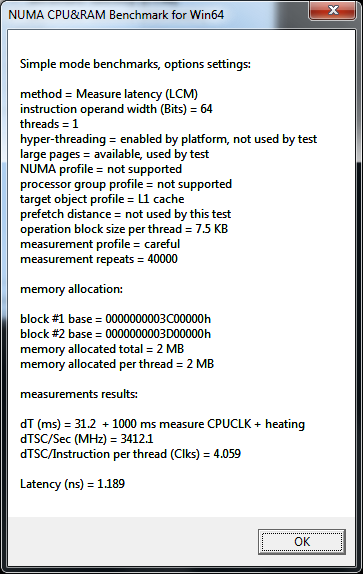 NUMA CPU&RAM Benchmark for Win64
Simple mode benchmarks, options settings:
method = Measure latency (LCM)
instruction operand width (Bits) = 64
threads = 1
hyper-threading = enabled by platform, not used by test
large pages = available, used by test
NUMA profile = not supported
processor group profile = not supported
target object profile = L1 cache
prefetch distance = not used by this test
operation block size per thread = 7.5 KB
measurement profile = careful
measurement repeats = 40000
memory allocation:
block #1 base = 0000000003C00000h
block #2 base = 0000000003D00000h
memory allocated total = 2 MB
memory allocated per thread = 2 MB
measurements results:
dT (ms) = 31.2  + 1000 ms measure CPUCLK + heating
dTSC/Sec (MHz) = 3412.1
dTSC/Instruction per thread (Clks) = 4.059
Latency (ns) = 1.189
OK